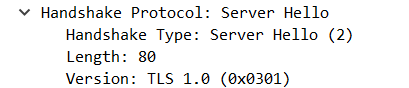 Handshake Protocol: Server Hello
Handshake Type: Server Hello (2)
Length: 80
Version: TLS 1.0 (0x0301)